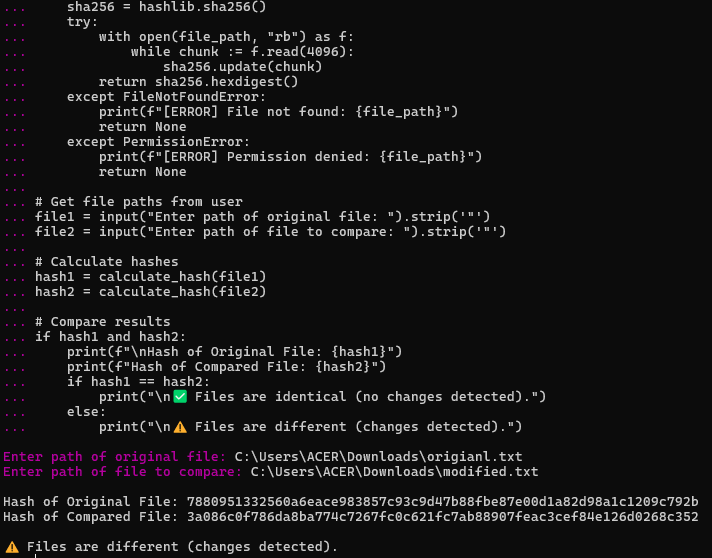 ...     sha256 = hashlib.sha256()
...     try:
...         with open(file_path, "rb") as f:
...             while chunk := f.read(4096):
...                 sha256.update(chunk)
...         return sha256.hexdigest()
...     except FileNotFoundError:
...         print(f"[ERROR] File not found: {file_path}")
...         return None
...     except PermissionError:
...         print(f"[ERROR] Permission denied: {file_path}")
...         return None
...
... # Get file paths from user
... file1 = input("Enter path of original file: ").strip('"')
... file2 = input("Enter path of file to compare: ").strip('"')
...
... # Calculate hashes
... hash1 = calculate_hash(file1)
... hash2 = calculate_hash(file2)
...
... # Compare results
... if hash1 and hash2:
...     print(f"\nHash of Original File: {hash1}")
...     print(f"Hash of Compared File: {hash2}")
...     if hash1 == hash2:
...         print("\n✅ Files are identical (no changes detected).")
...     else:
...         print("\n⚠️ Files are different (changes detected).")
Enter path of original file: C:\Users\ACER\Downloads\origianl.txt
Enter path of file to compare: C:\Users\ACER\Downloads\modified.txt
Hash of Original File: 7880951332560a6eace983857c93c9d47b88fbe87e00d1a82d98a1c1209c792b
Hash of Compared File: 3a086c0f786da8ba774c7267fc0c621fc7ab88907feac3cef84e126d0268c352
⚠️ Files are different (changes detected).